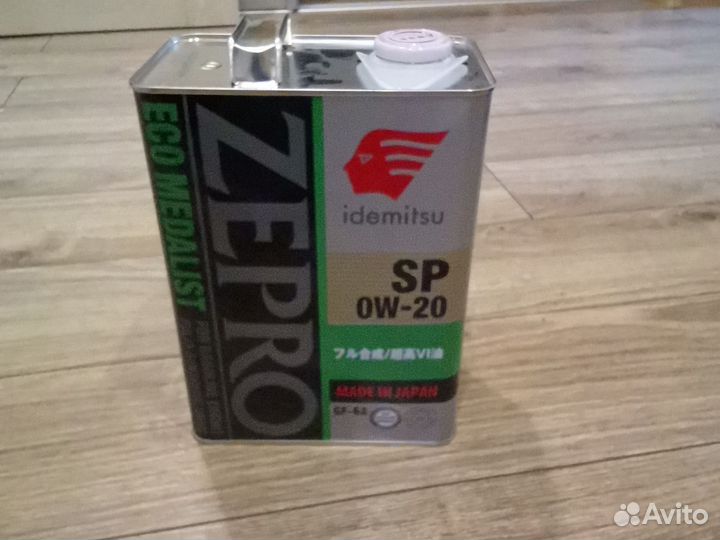 ECO MEDALIST
ZEPRO
idemitsu
SP
0W-20
フル合成/超高VI油
MADE IN JAPAN
GF-6A
Avito